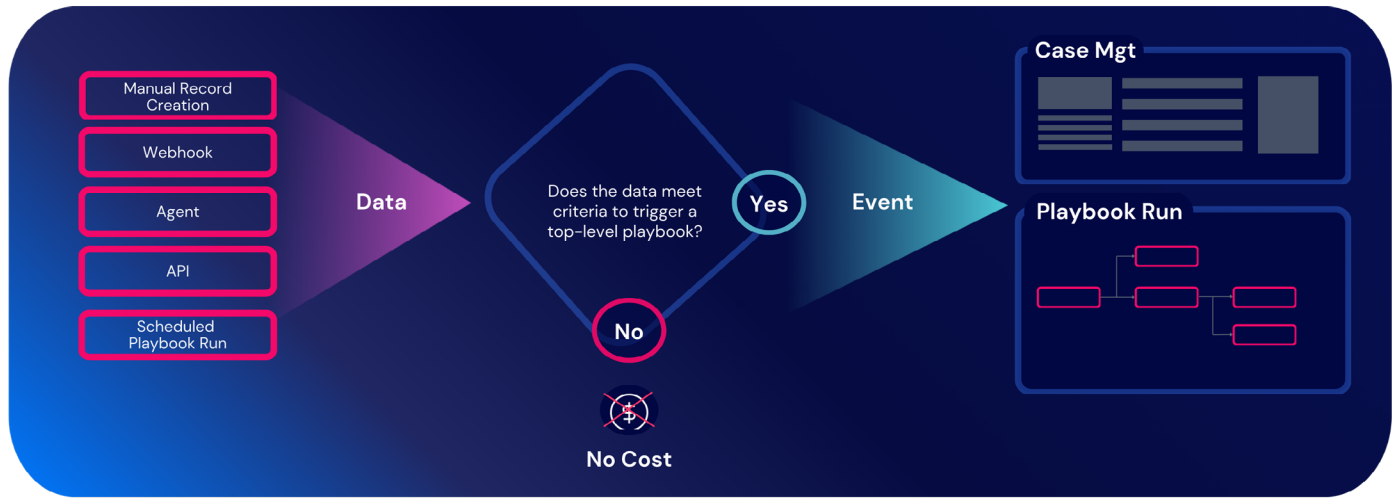 Manual Record
Creation
Webhook
Agent
API
Scheduled
Playbook Run
Data
Does the data meet
criteria to trigger a
top-level playbook?
Yes
No
$
No Cost
Event
Case Mgt
Playbook Run